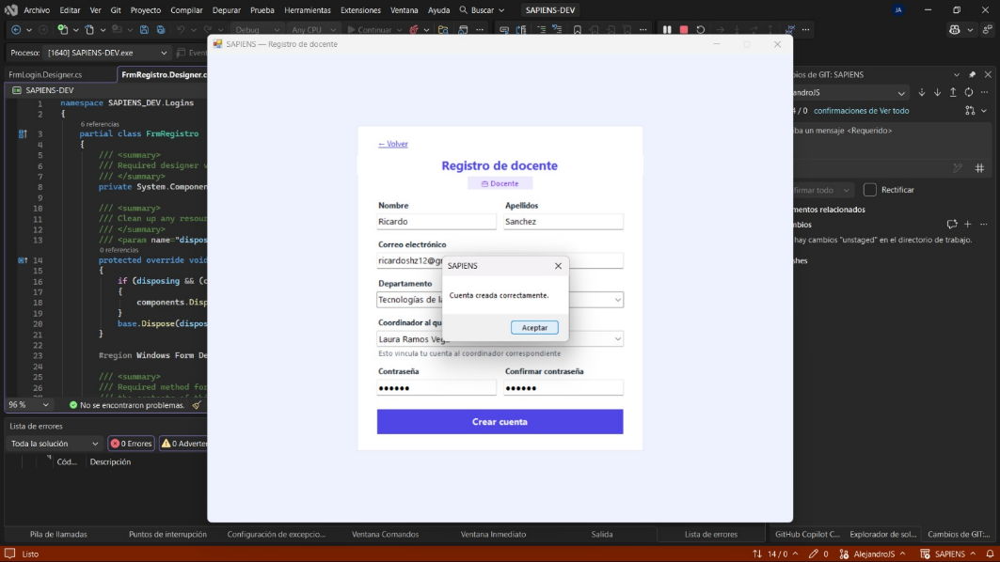 Archivo Editar Ver Git Proyecto Compilar Depurar Prueba Herramientas Extensiones Ventana Ayuda Buscar SAPIENS-DEV JA
Debug Any CPU Continuar
Proceso: [1640] SAPIENS-DEV.exe
SAPIENS — Registro de docente
FrmLogin.Designer.cs FrmRegistro.Designer.c
SAPIENS-DEV
1 namespace SAPIENS_DEV.Logins
2 {
6 referencias
3 partial class FrmRegistro
4 {
5 /// <summary>
6 /// Required designer v
7 /// </summary>
8 private System.Componen
9
10 /// <summary>
11 /// Clean up any resour
12 /// </summary>
13 /// <param name="dispos
0 referencias
14 protected override void
15 {
16 if (disposing && (c
17 {
18 components.Disp
19 }
20 base.Dispose(dispos
21 }
22
23 #region Windows Form De
24
25 /// <summary>
26 /// Required method for
96 % No se encontraron problemas.
Lista de errores
Toda la solución 0 Errores 0 Adverter
Cód... Descripción
← Volver
Registro de docente
Docente
Nombre Apellidos
Ricardo Sanchez
Correo electrónico
ricardoshz12@gr
Departamento
Tecnologías de la
Coordinador al qu
Laura Ramos Vega
Esto vincula tu cuenta al coordinador correspondiente
Contraseña Confirmar contraseña
●●●●●● ●●●●●●
Crear cuenta
SAPIENS
Cuenta creada correctamente.
Aceptar
bios de GIT: SAPIENS
androJS
4 / 0 confirmaciones de Ver todo
ba un mensaje <Requerido>
firmar todo Rectificar
mentos relacionados
mbios
hay cambios "unstaged" en el directorio de trabajo.
shes
Pila de llamadas Puntos de interrupción Configuración de excepcio... Ventana Comandos Ventana Inmediato Salida Lista de errores GitHub Copilot C... Explorador de sol... Cambios de GIT:...
Listo 14 / 0 0 AlejandroJS SAPIENS